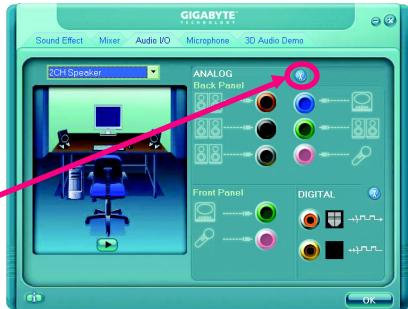 GIGABYTE
TECHNOLOGY
Sound Effect Mixer Audio I/O Microphone 3D Audio Demo
2CH Speaker
ANALOG
Back Panel
Front Panel
DIGITAL
OK